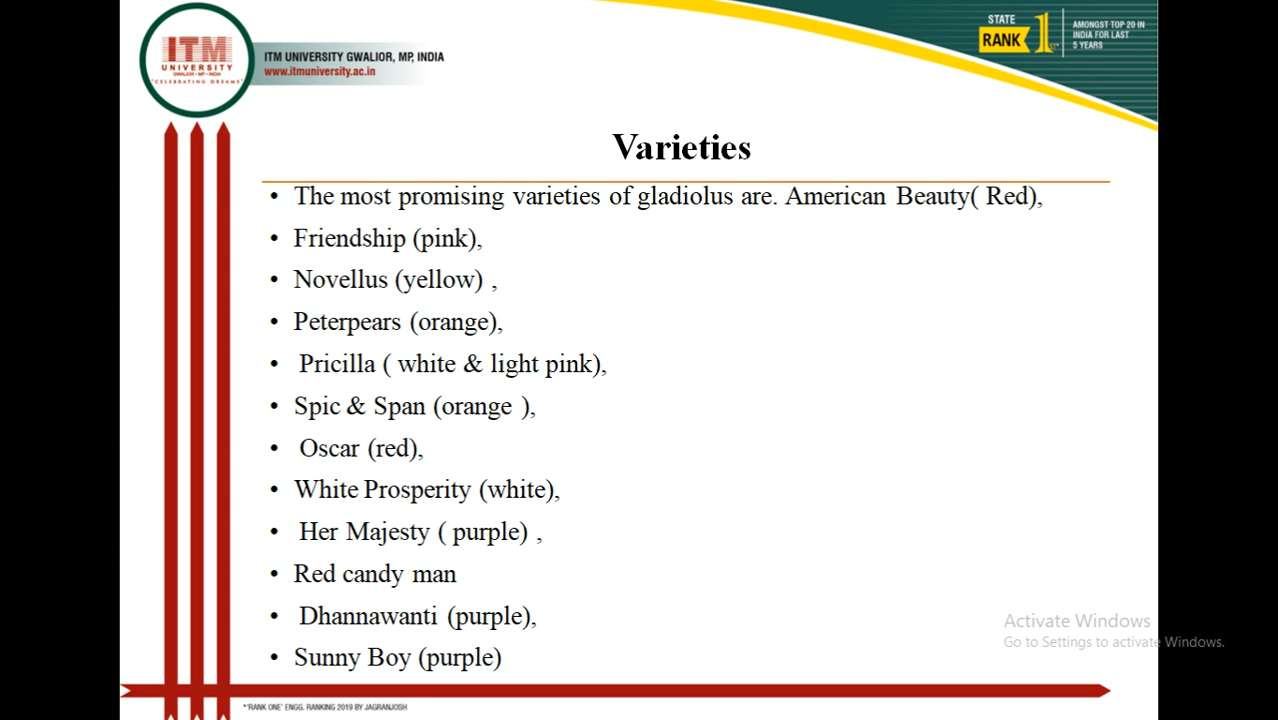 ITM
UNIVERSITY
GWALIOR • MP • INDIA
"CELEBRATING DREAMS"
ITM UNIVERSITY GWALIOR, MP, INDIA
www.itmuniversity.ac.in
STATE
RANK 1
AMONGST TOP 20 IN
INDIA FOR LAST
5 YEARS
Varieties
• The most promising varieties of gladiolus are. American Beauty( Red),
• Friendship (pink),
• Novellus (yellow) ,
• Peterpears (orange),
• Pricilla ( white & light pink),
• Spic & Span (orange ),
• Oscar (red),
• White Prosperity (white),
• Her Majesty ( purple) ,
• Red candy man
• Dhannawanti (purple),
• Sunny Boy (purple)
Activate Windows
Go to Settings to activate Windows.
*"RANK ONE" ENGG. RANKING 2019 BY JAGRANJOSH